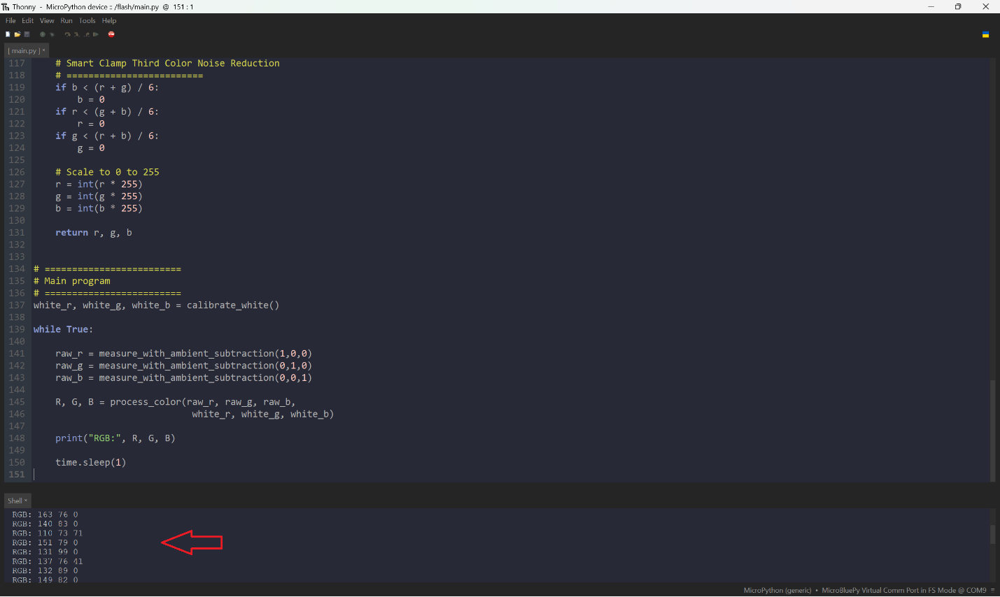 Thonny - MicroPython device :: /flash/main.py @ 151 : 1
File Edit View Run Tools Help
[ main.py ] ×
117 # Smart Clamp Third Color Noise Reduction
118 # =========================
119 if b < (r + g) / 6:
120 b = 0
121 if r < (g + b) / 6:
122 r = 0
123 if g < (r + b) / 6:
124 g = 0
125
126 # Scale to 0 to 255
127 r = int(r * 255)
128 g = int(g * 255)
129 b = int(b * 255)
130
131 return r, g, b
132
133
134 # =========================
135 # Main program
136 # =========================
137 white_r, white_g, white_b = calibrate_white()
138
139 while True:
140
141 raw_r = measure_with_ambient_subtraction(1,0,0)
142 raw_g = measure_with_ambient_subtraction(0,1,0)
143 raw_b = measure_with_ambient_subtraction(0,0,1)
144
145 R, G, B = process_color(raw_r, raw_g, raw_b,
146 white_r, white_g, white_b)
147
148 print("RGB:", R, G, B)
149
150 time.sleep(1)
151
Shell ×
RGB: 163 76 0
RGB: 140 83 0
RGB: 110 73 71
RGB: 151 79 0
RGB: 131 99 0
RGB: 137 76 41
RGB: 132 89 0
RGB: 149 82 0
MicroPython (generic) • MicroBluePy Virtual Comm Port in FS Mode @ COM9 ≡